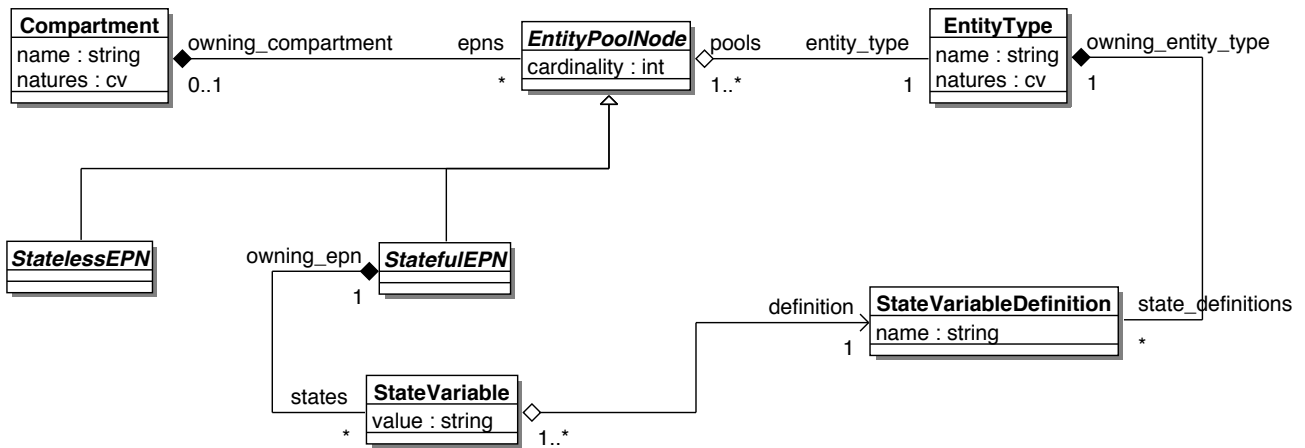 Compartment
name : string
natures : cv
owning_compartment
0..1
epns
*
EntityPoolNode
cardinality : int
pools
1..*
entity_type
1
EntityType
name : string
natures : cv
owning_entity_type
1
StatelessEPN
owning_epn
1
StatefulEPN
definition
1
StateVariableDefinition
name : string
state_definitions
*
states
*
StateVariable
value : string
1..*